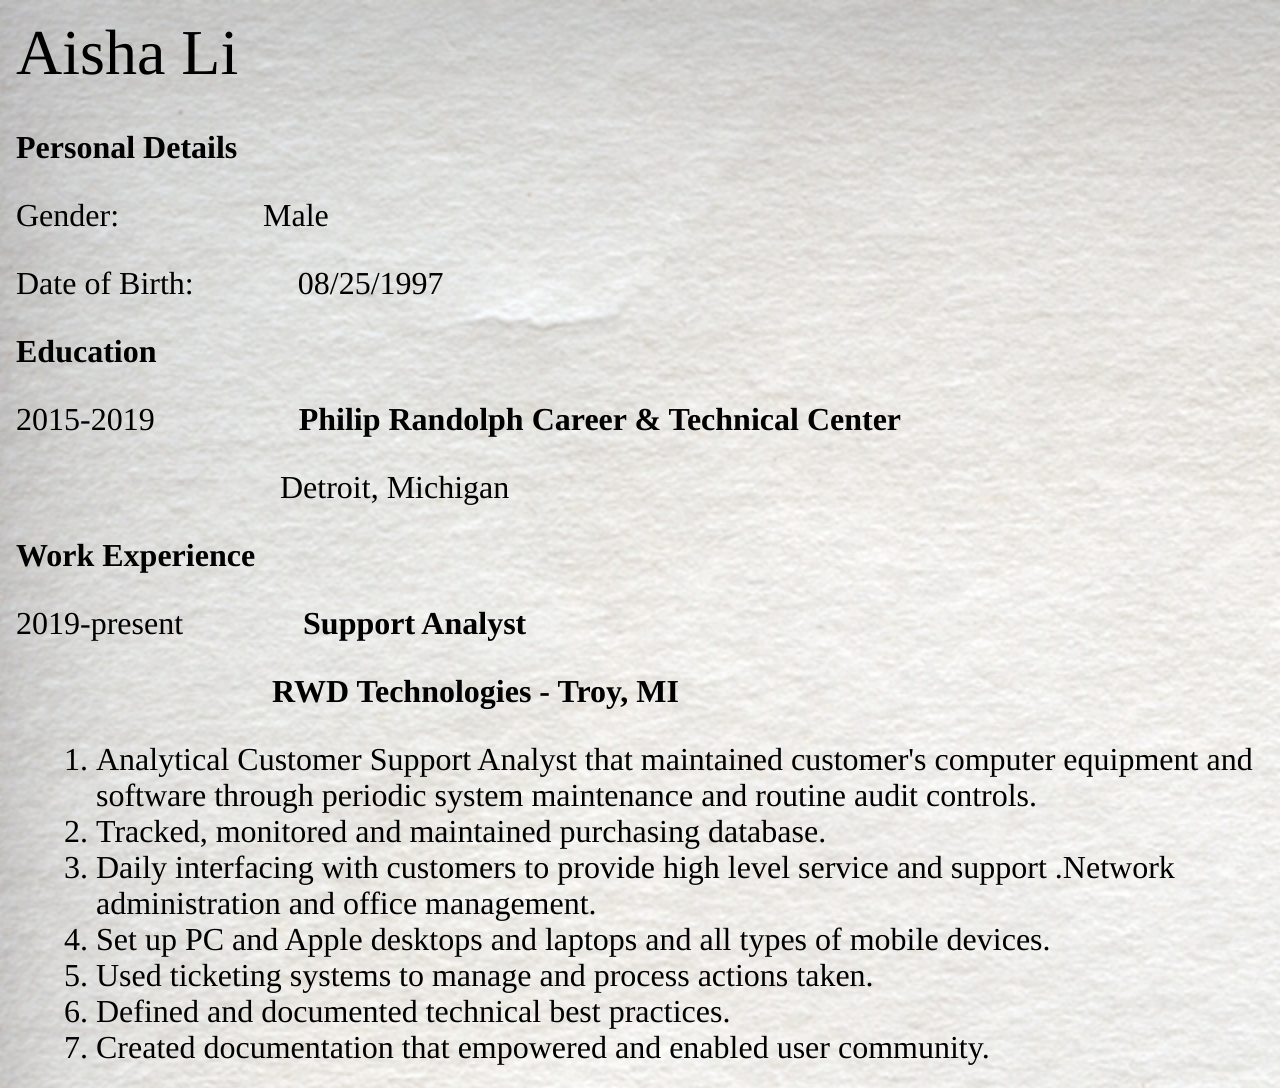 Aisha Li
Personal Details
Gender: Male
Date of Birth: 08/25/1997
Education
2015-2019 Philip Randolph Career & Technical Center
Detroit, Michigan
Work Experience
2019-present Support Analyst
RWD Technologies - Troy, MI
1. Analytical Customer Support Analyst that maintained customer's computer equipment and
software through periodic system maintenance and routine audit controls.
2. Tracked, monitored and maintained purchasing database.
3. Daily interfacing with customers to provide high level service and support .Network
administration and office management.
4. Set up PC and Apple desktops and laptops and all types of mobile devices.
5. Used ticketing systems to manage and process actions taken.
6. Defined and documented technical best practices.
7. Created documentation that empowered and enabled user community.